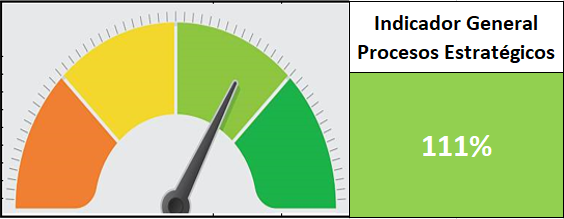 Indicador General
Procesos Estratégicos
111%